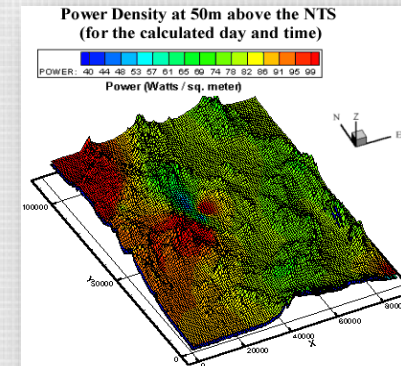 Power Density at 50m above the NTS
(for the calculated day and time)
POWER: 40 44 48 53 57 61 65 69 74 78 82 86 91 95 99
Power (Watts / sq. meter)
N Z E
100000
Y
50000
0
0 20000 40000 60000 80000
X